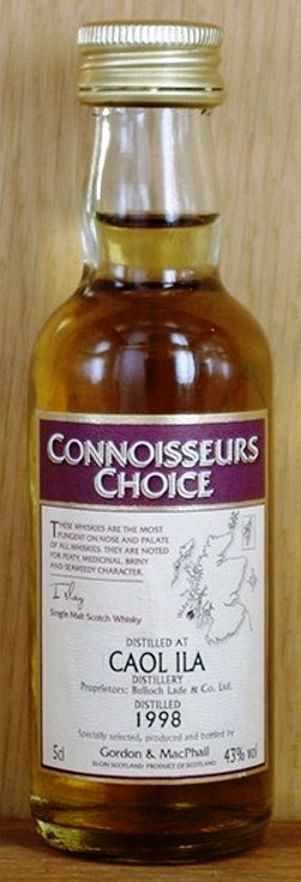 CONNOISSEURS
CHOICE
THESE WHISKIES ARE THE MOST
PUNGENT ON NOSE AND PALATE
OF ALL WHISKIES. THEY ARE NOTED
FOR PEATY, MEDICINAL, BRINY
AND SEAWEEDY CHARACTER.
Islay
Single Malt Scotch Whisky
DISTILLED AT
CAOL ILA
DISTILLERY
Proprietors: Bulloch Lade & Co. Ltd.
DISTILLED
1998
Specially selected, produced and bottled by
5cl Gordon & MacPhail 43% vol
ELGIN SCOTLAND PRODUCT OF SCOTLAND